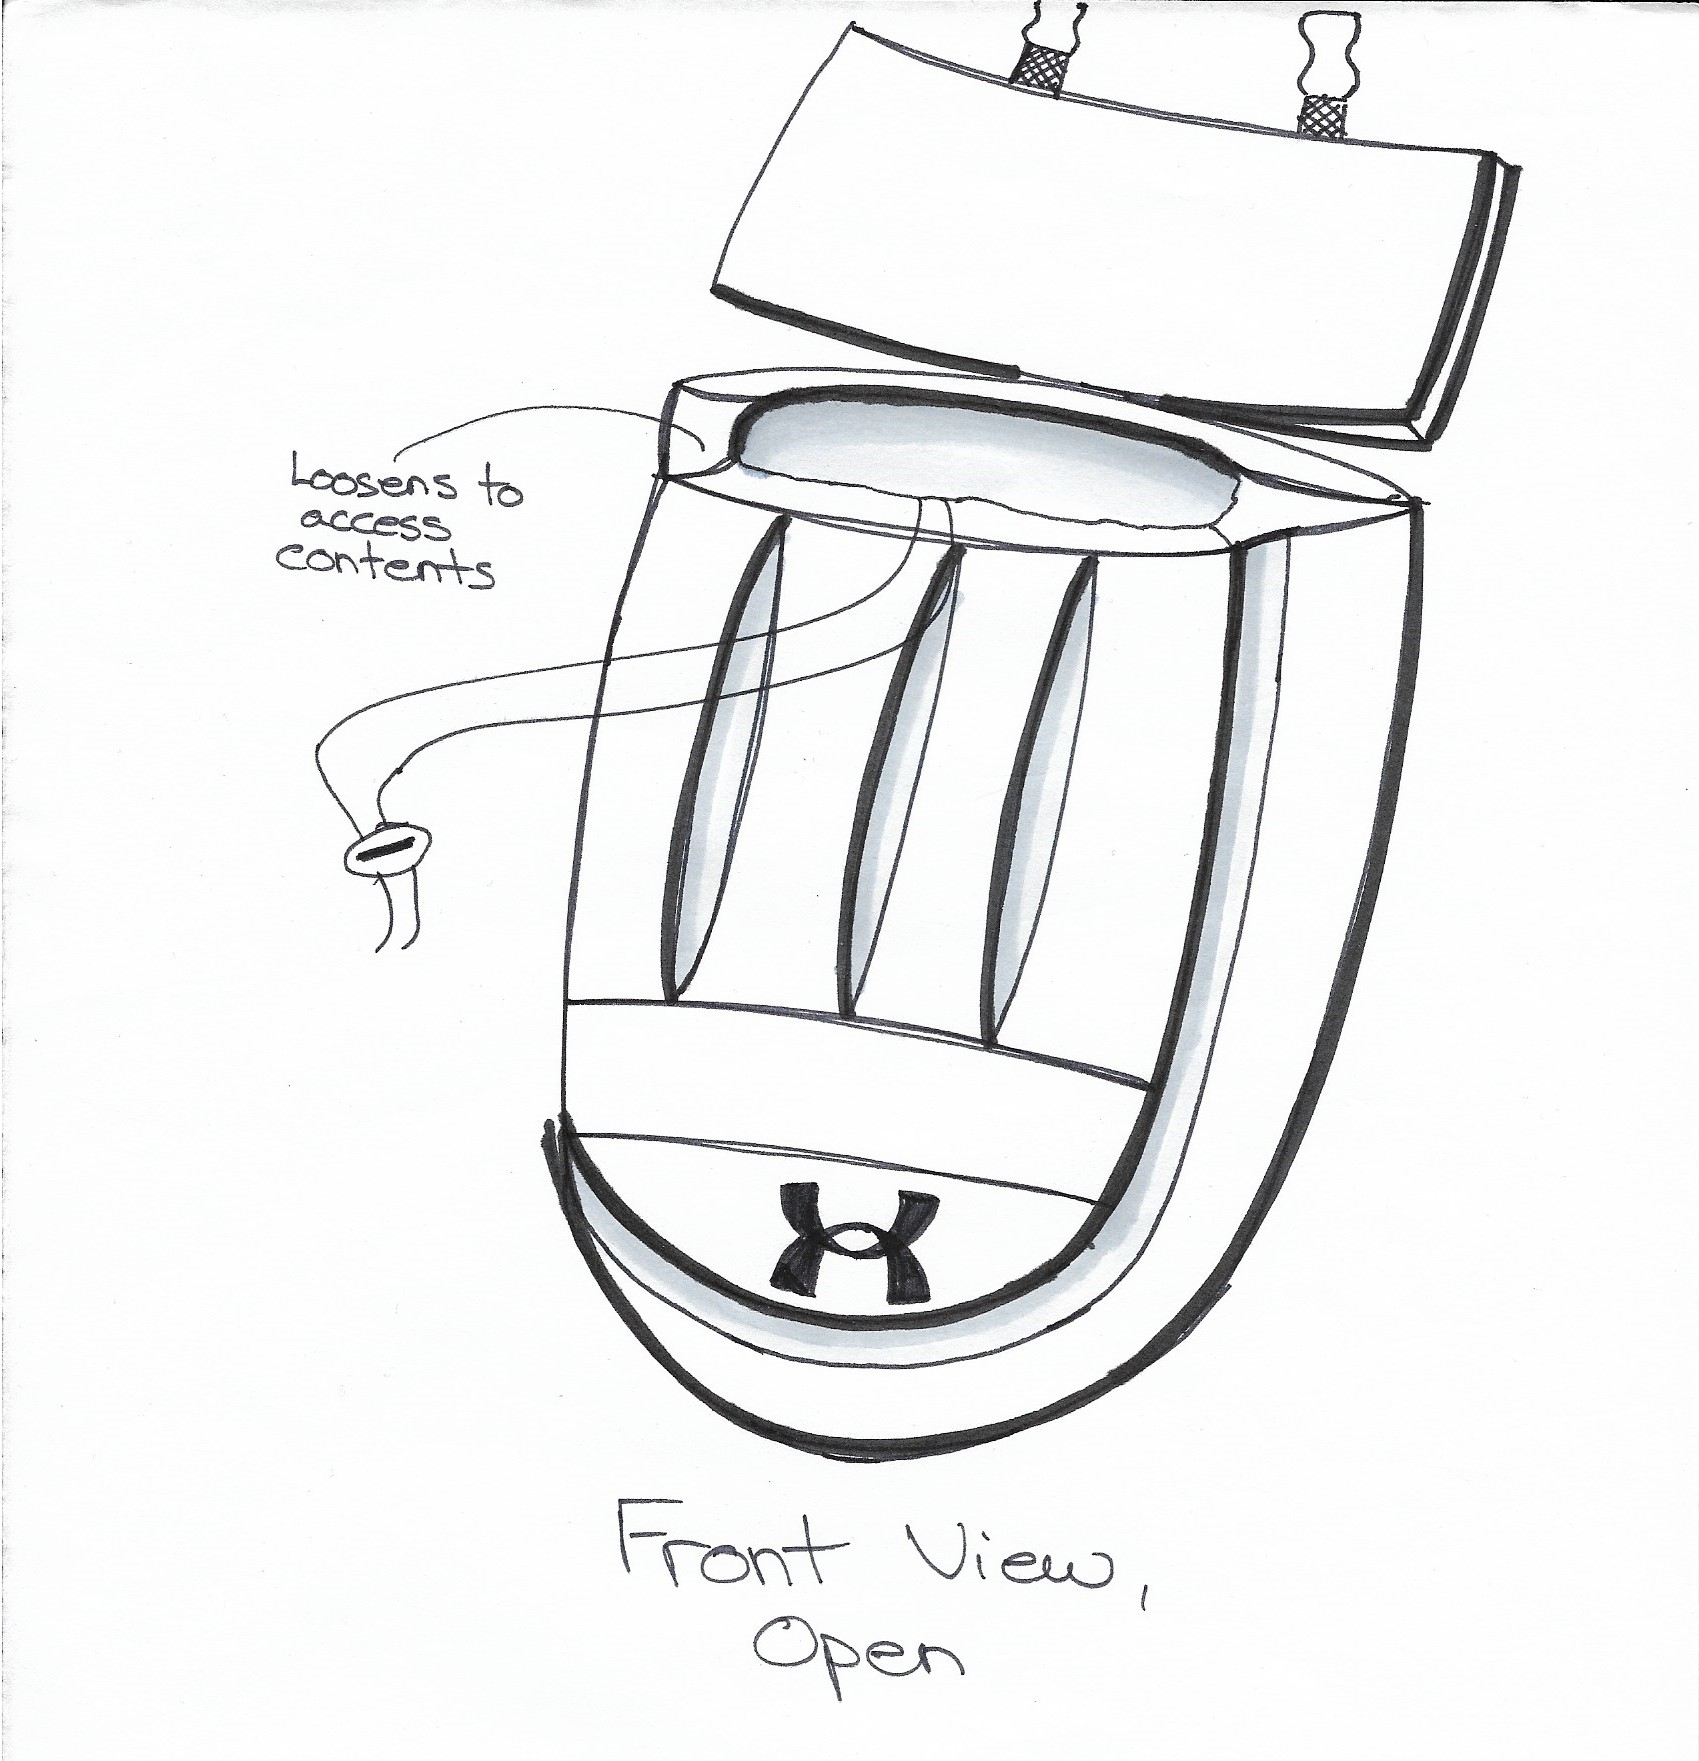 Loosens to
access
contents
Front View,
Open